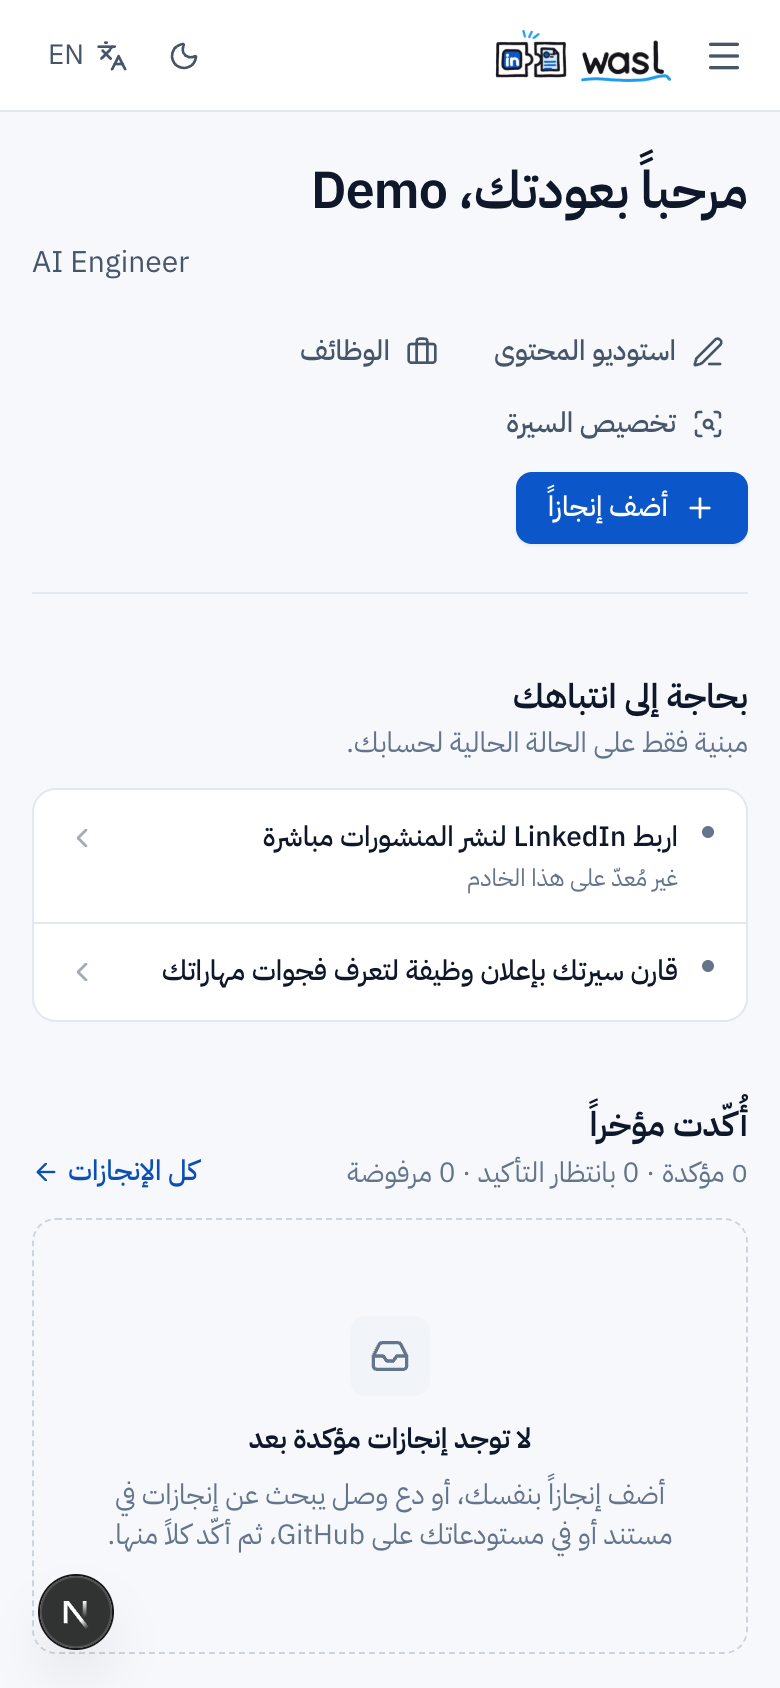 wasl
in
EN
مرحباً بعودتك، Demo
AI Engineer
استوديو المحتوى
الوظائف
تخصيص السيرة
أضف إنجازاً
بحاجة إلى انتباهك
مبنية فقط على الحالة الحالية لحسابك.
اربط LinkedIn لنشر المنشورات مباشرة
غير مُعدّ على هذا الخادم
قارن سيرتك بإعلان وظيفة لتعرف فجوات مهاراتك
أُكّدت مؤخراً
0 مؤكدة · 0 بانتظار التأكيد · 0 مرفوضة
كل الإنجازات
لا توجد إنجازات مؤكدة بعد
أضف إنجازاً بنفسك، أو دع وصل يبحث عن إنجازات في
مستند أو في مستودعاتك على GitHub، ثم أكّد كلاً منها.
N